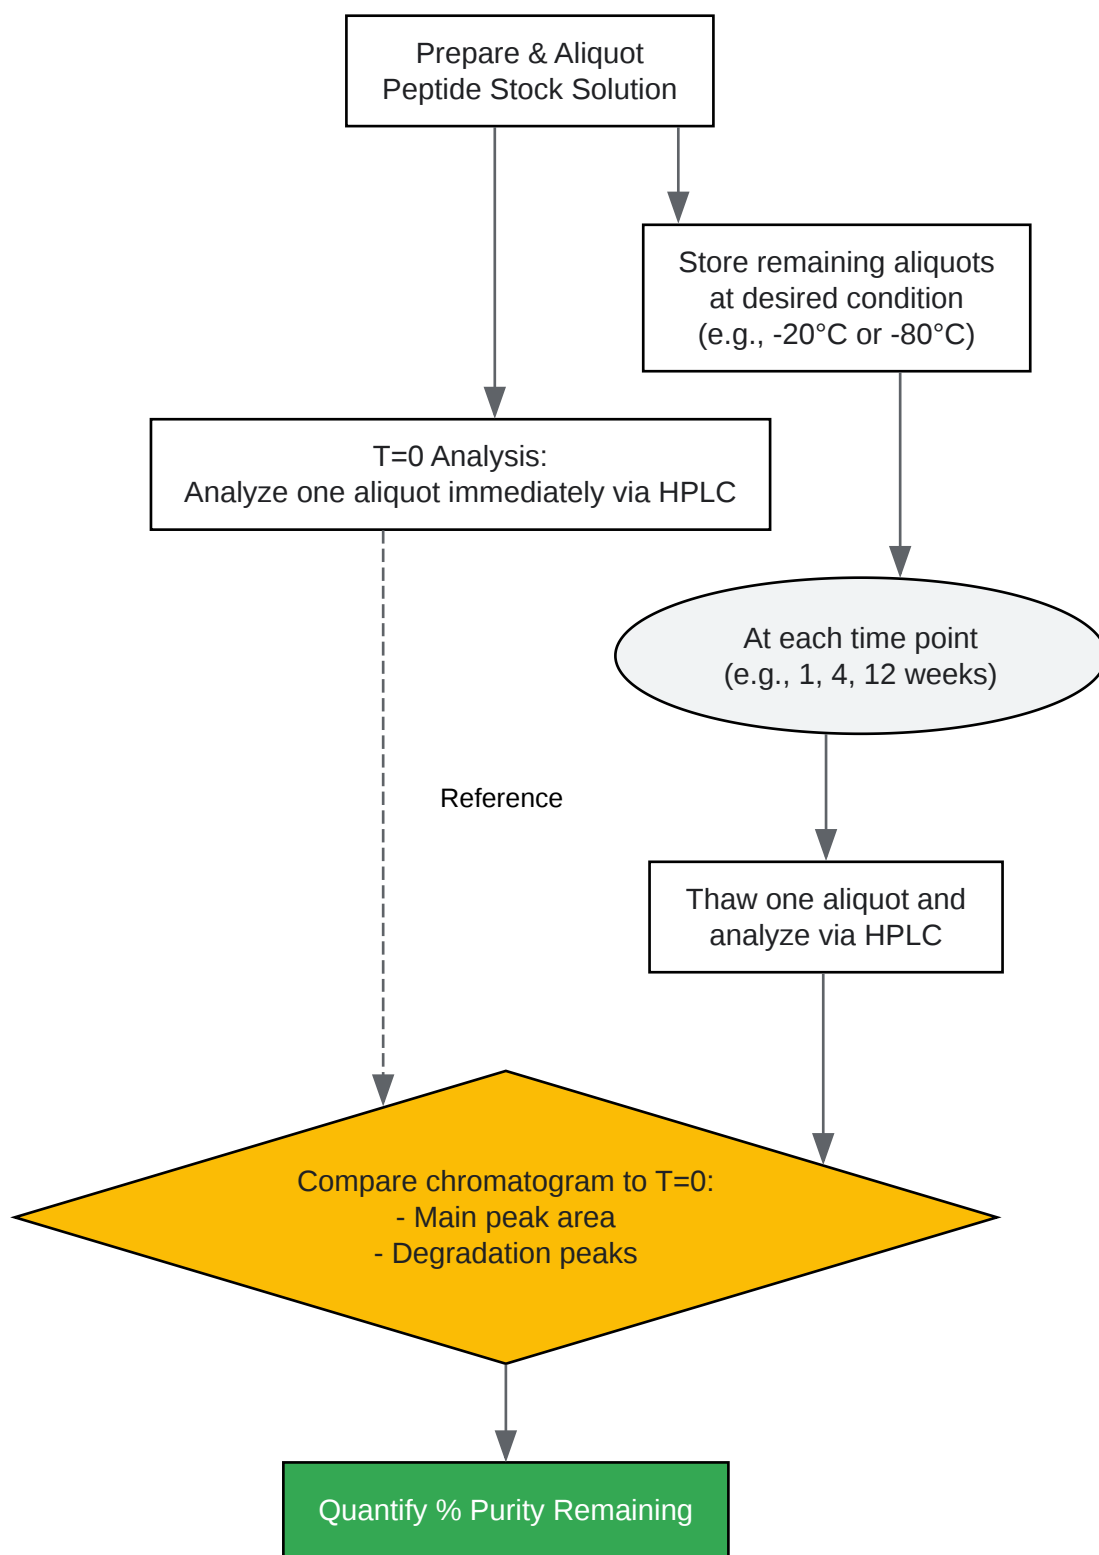 Prepare & Aliquot
Peptide Stock Solution
Store remaining aliquots
at desired condition
(e.g., -20°C or -80°C)
T=0 Analysis:
Analyze one aliquot immediately via HPLC
At each time point
(e.g., 1, 4, 12 weeks)
Reference
Thaw one aliquot and
analyze via HPLC
Compare chromatogram to T=0:
- Main peak area
- Degradation peaks
Quantify % Purity Remaining